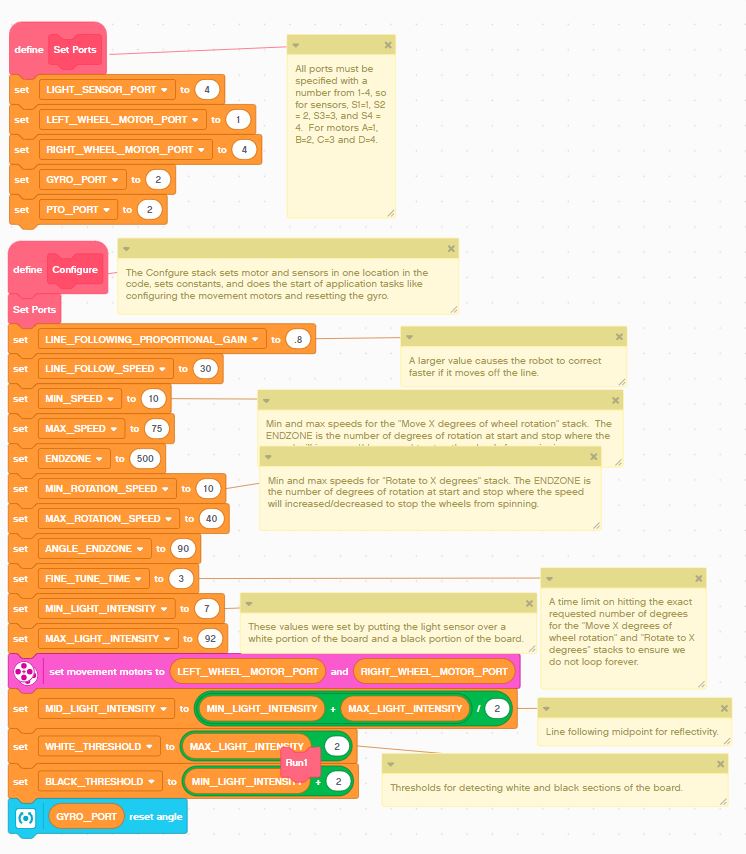 define Set Ports
All ports must be
specified with a
number from 1-4, so
for sensors, S1=1, S2
= 2, S3=3, and S4 =
4. For motors A=1,
B=2, C=3 and D=4.
set LIGHT_SENSOR_PORT to 4
set LEFT_WHEEL_MOTOR_PORT to 1
set RIGHT_WHEEL_MOTOR_PORT to 4
set GYRO_PORT to 2
set PTO_PORT to 2
define Configure
The Confgure stack sets motor and sensors in one location in the
code, sets constants, and does the start of application tasks like
configuring the movement motors and resetting the gyro.
Set Ports
set LINE_FOLLOWING_PROPORTIONAL_GAIN to .8
A larger value causes the robot to correct
faster if it moves off the line.
set LINE_FOLLOW_SPEED to 30
set MIN_SPEED to 10
Min and max speeds for the "Move X degrees of wheel rotation" stack. The
ENDZONE is the number of degrees of rotation at start and stop where the
set MAX_SPEED to 75
set ENDZONE to 500
Min and max speeds for "Rotate to X degrees" stack. The ENDZONE is
the number of degrees of rotation at start and stop where the speed
will increased/decreased to stop the wheels from spinning.
set MIN_ROTATION_SPEED to 10
set MAX_ROTATION_SPEED to 40
set ANGLE_ENDZONE to 90
set FINE_TUNE_TIME to 3
A time limit on hitting the exact
requested number of degrees
for the "Move X degrees of
wheel rotation" and "Rotate to X
degrees" stacks to ensure we
do not loop forever.
set MIN_LIGHT_INTENSITY to 7
These values were set by putting the light sensor over a
white portion of the board and a black portion of the board.
set MAX_LIGHT_INTENSITY to 92
set movement motors to LEFT_WHEEL_MOTOR_PORT and RIGHT_WHEEL_MOTOR_PORT
set MID_LIGHT_INTENSITY to MIN_LIGHT_INTENSITY + MAX_LIGHT_INTENSITY / 2
Line following midpoint for reflectivity.
set WHITE_THRESHOLD to MAX_LIGHT_INTENSITY 2
Run1
set BLACK_THRESHOLD to MIN_LIGHT_INTENSITY + 2
Thresholds for detecting white and black sections of the board.
GYRO_PORT reset angle